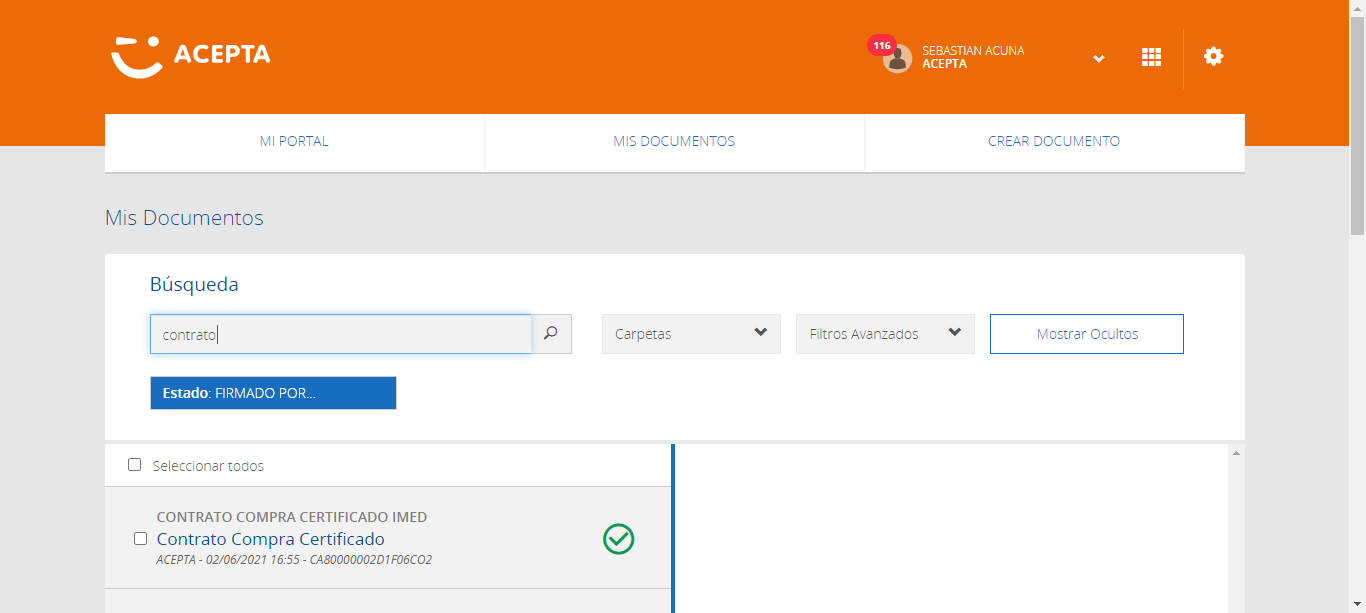 ACEPTA
116
SEBASTIAN ACUNA
ACEPTA
MI PORTAL
MIS DOCUMENTOS
CREAR DOCUMENTO
Mis Documentos
Búsqueda
contrato
Carpetas
Filtros Avanzados
Mostrar Ocultos
Estado: FIRMADO POR...
Seleccionar todos
CONTRATO COMPRA CERTIFICADO IMED
Contrato Compra Certificado
ACEPTA - 02/06/2021 16:55 - CA80000002D1F06CO2